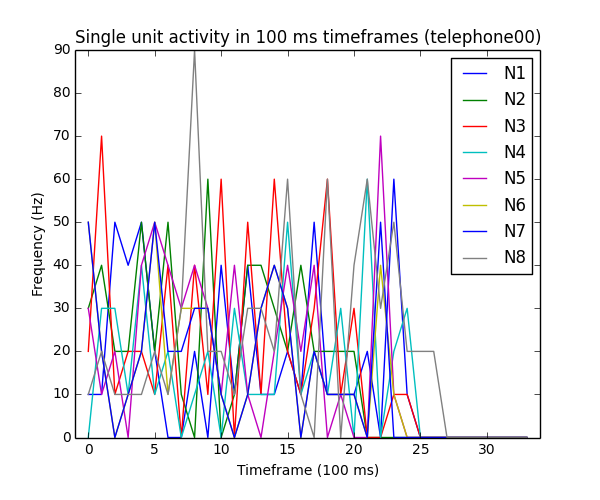 Single unit activity in 100 ms timeframes (telephone00)
90
80
70
60
50
40
30
20
10
0
Frequency (Hz)
0 5 10 15 20 25 30
Timeframe (100 ms)
N1
N2
N3
N4
N5
N6
N7
N8